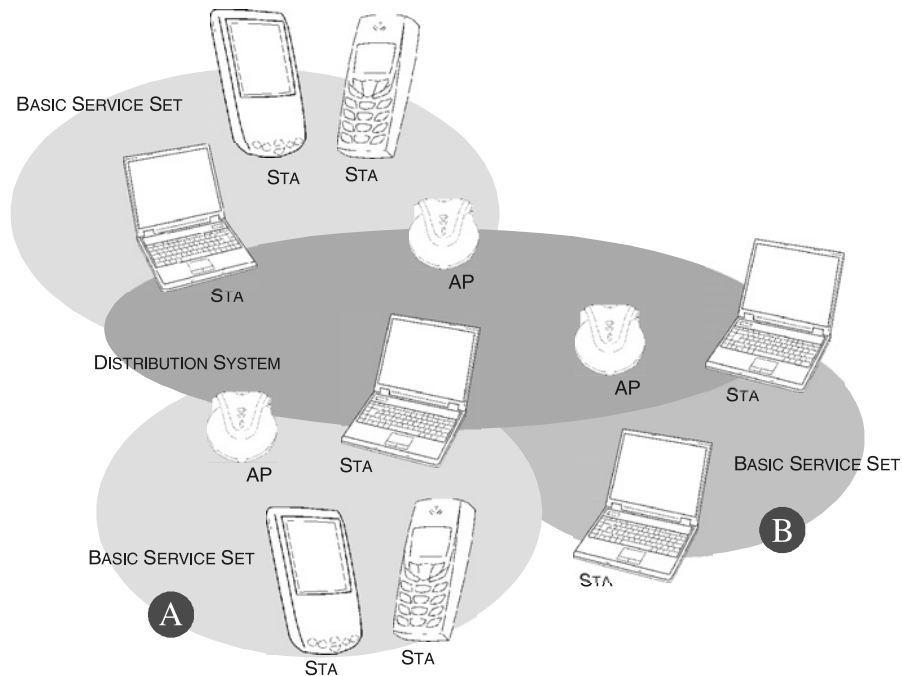 BASIC SERVICE SET
STA
STA
STA
AP
DISTRIBUTION SYSTEM
AP
STA
AP
STA
BASIC SERVICE SET
B
STA
BASIC SERVICE SET
A
STA
STA